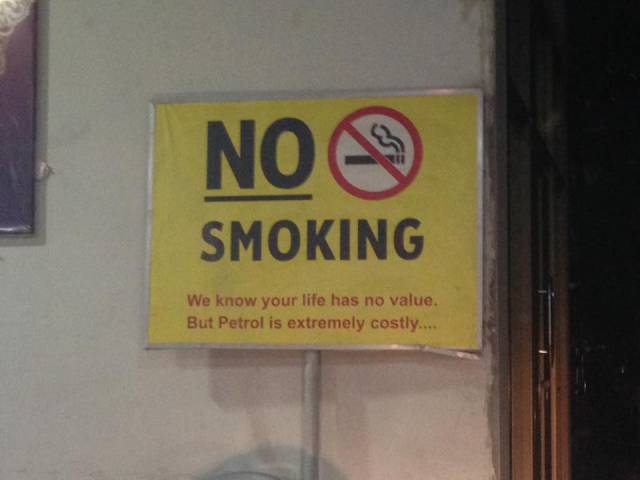 NO
SMOKING
We know your life has no value.
But Petrol is extremely costly....